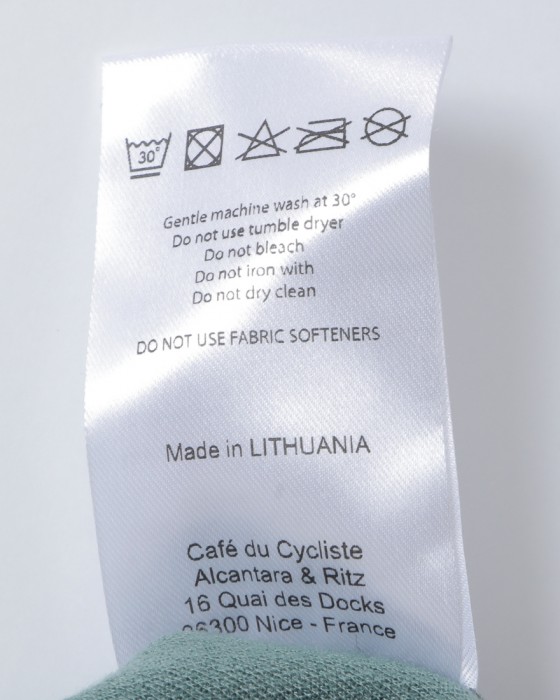 30°
Gentle machine wash at 30°
Do not use tumble dryer
Do not bleach
Do not iron with
Do not dry clean
DO NOT USE FABRIC SOFTENERS
Made in LITHUANIA
Café du Cycliste
Alcantara & Ritz
16 Quai des Docks
06300 Nice - France